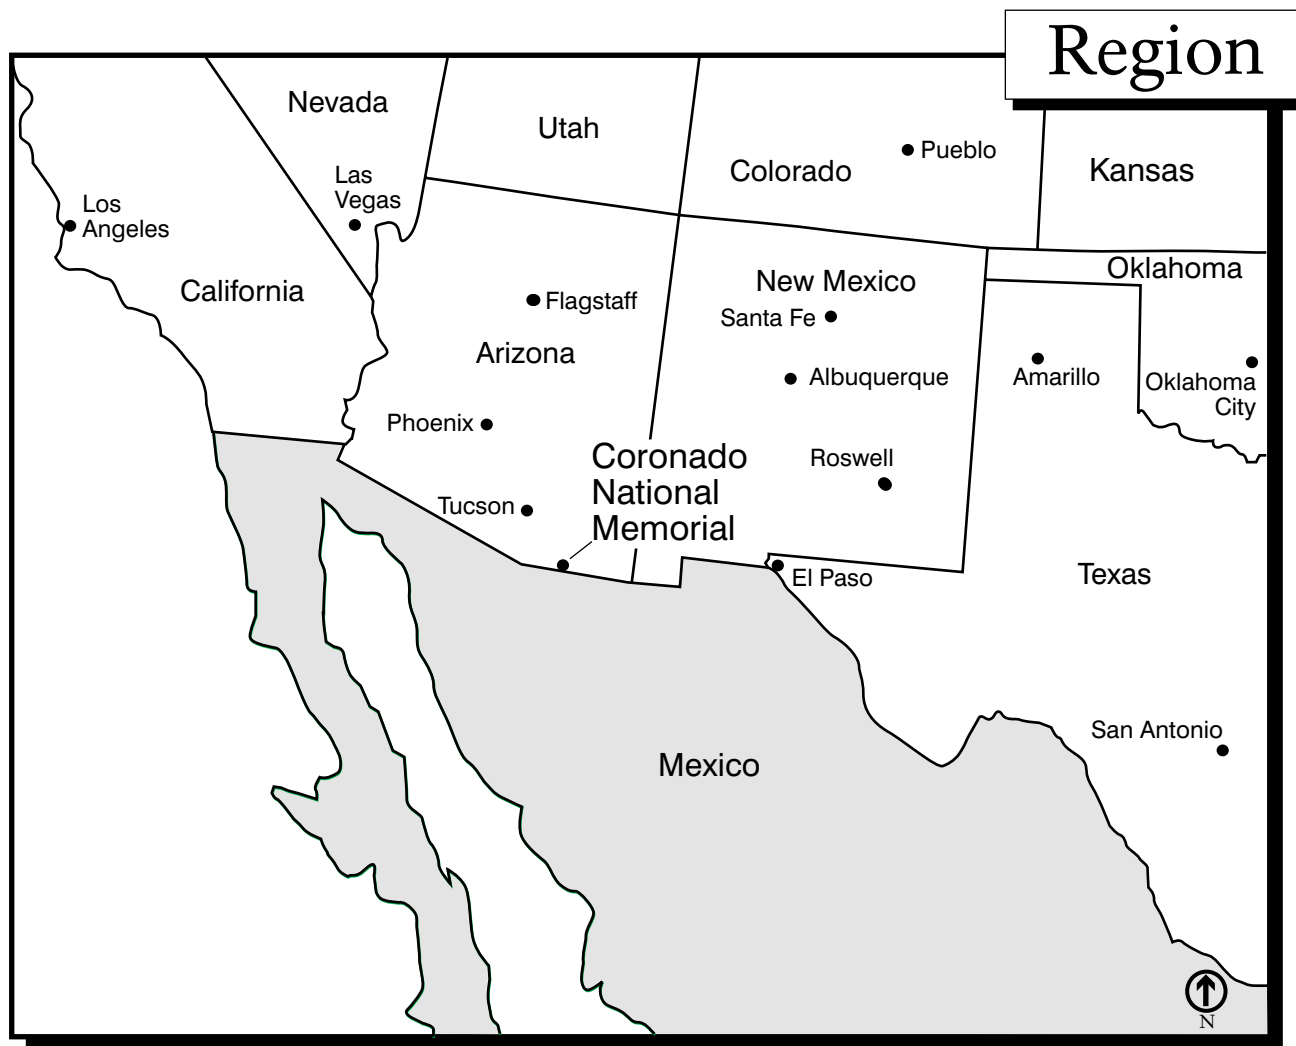 Region
Nevada
Utah
Pueblo
Colorado
Kansas
Las
Vegas
Los
Angeles
Oklahoma
New Mexico
California
Flagstaff
Santa Fe
Arizona
Albuquerque
Amarillo
Oklahoma
City
Phoenix
Coronado
National
Memorial
Roswell
Tucson
El Paso
Texas
San Antonio
Mexico
N